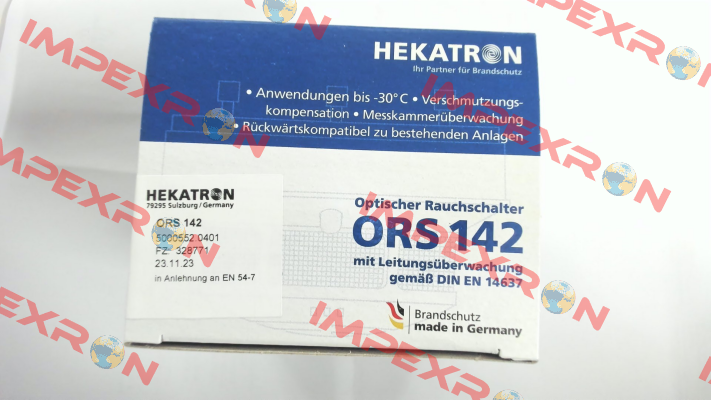 HEKATRON
Ihr Partner für Brandschutz
• Anwendungen bis -30°C • Verschmutzungs-
kompensation • Messkammerüberwachung
• Rückwärtskompatibel zu bestehenden Anlagen
HEKATRON
79295 Sulzburg/Germany
ORS 142
5000552 0401
FZ: 328771
23.11.23
in Anlehnung an EN 54-7
Optischer Rauchschalter
ORS 142
mit Leitungsüberwachung
gemäß DIN EN 14637
Brandschutz
made in Germany
IMPEXRON
IMPEXRON
IMPEXRON
IMPEXRON
IMPEXRON
IMPEXRON